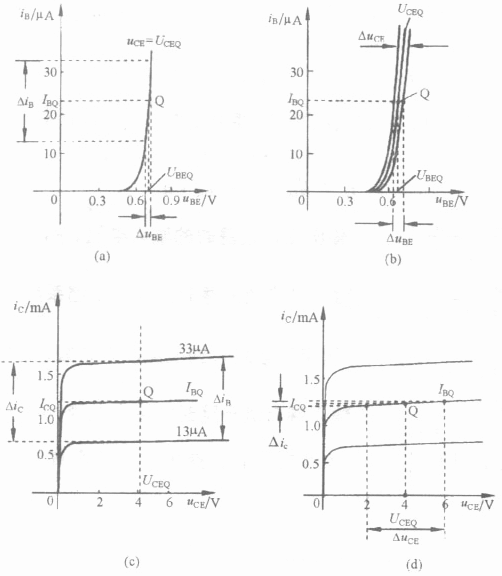 i_B/μA
u_CE=U_CEQ
30
I_BQ
Q
Δi_B
20
10
U_BEQ
0
0.3
0.6
0.9
u_BE/V
Δu_BE
(a)
i_B/μA
U_CEQ
Δu_CE
30
I_BQ
Q
20
10
U_BEQ
0
0.3
0.6
u_BE/V
Δu_BE
(b)
i_C/mA
33μA
1.5
Δi_C
I_CQ
Q
I_BQ
Δi_B
1.0
13μA
0.5
U_CEQ
0
2
4
6
u_CE/V
(c)
i_C/mA
1.5
I_BQ
I_CQ
Q
1.0
Δi_c
0.5
0
2
4
6
u_CE/V
U_CEQ
Δu_CE
(d)